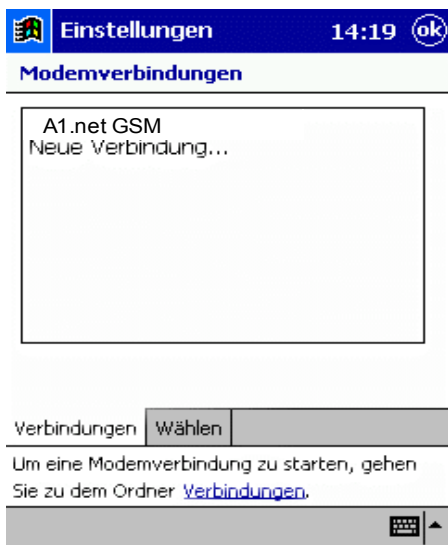 Einstellungen 14:19 ok
Modemverbindungen
A1.net GSM
Neue Verbindung...
Verbindungen Wählen
Um eine Modemverbindung zu starten, gehen
Sie zu dem Ordner Verbindungen.